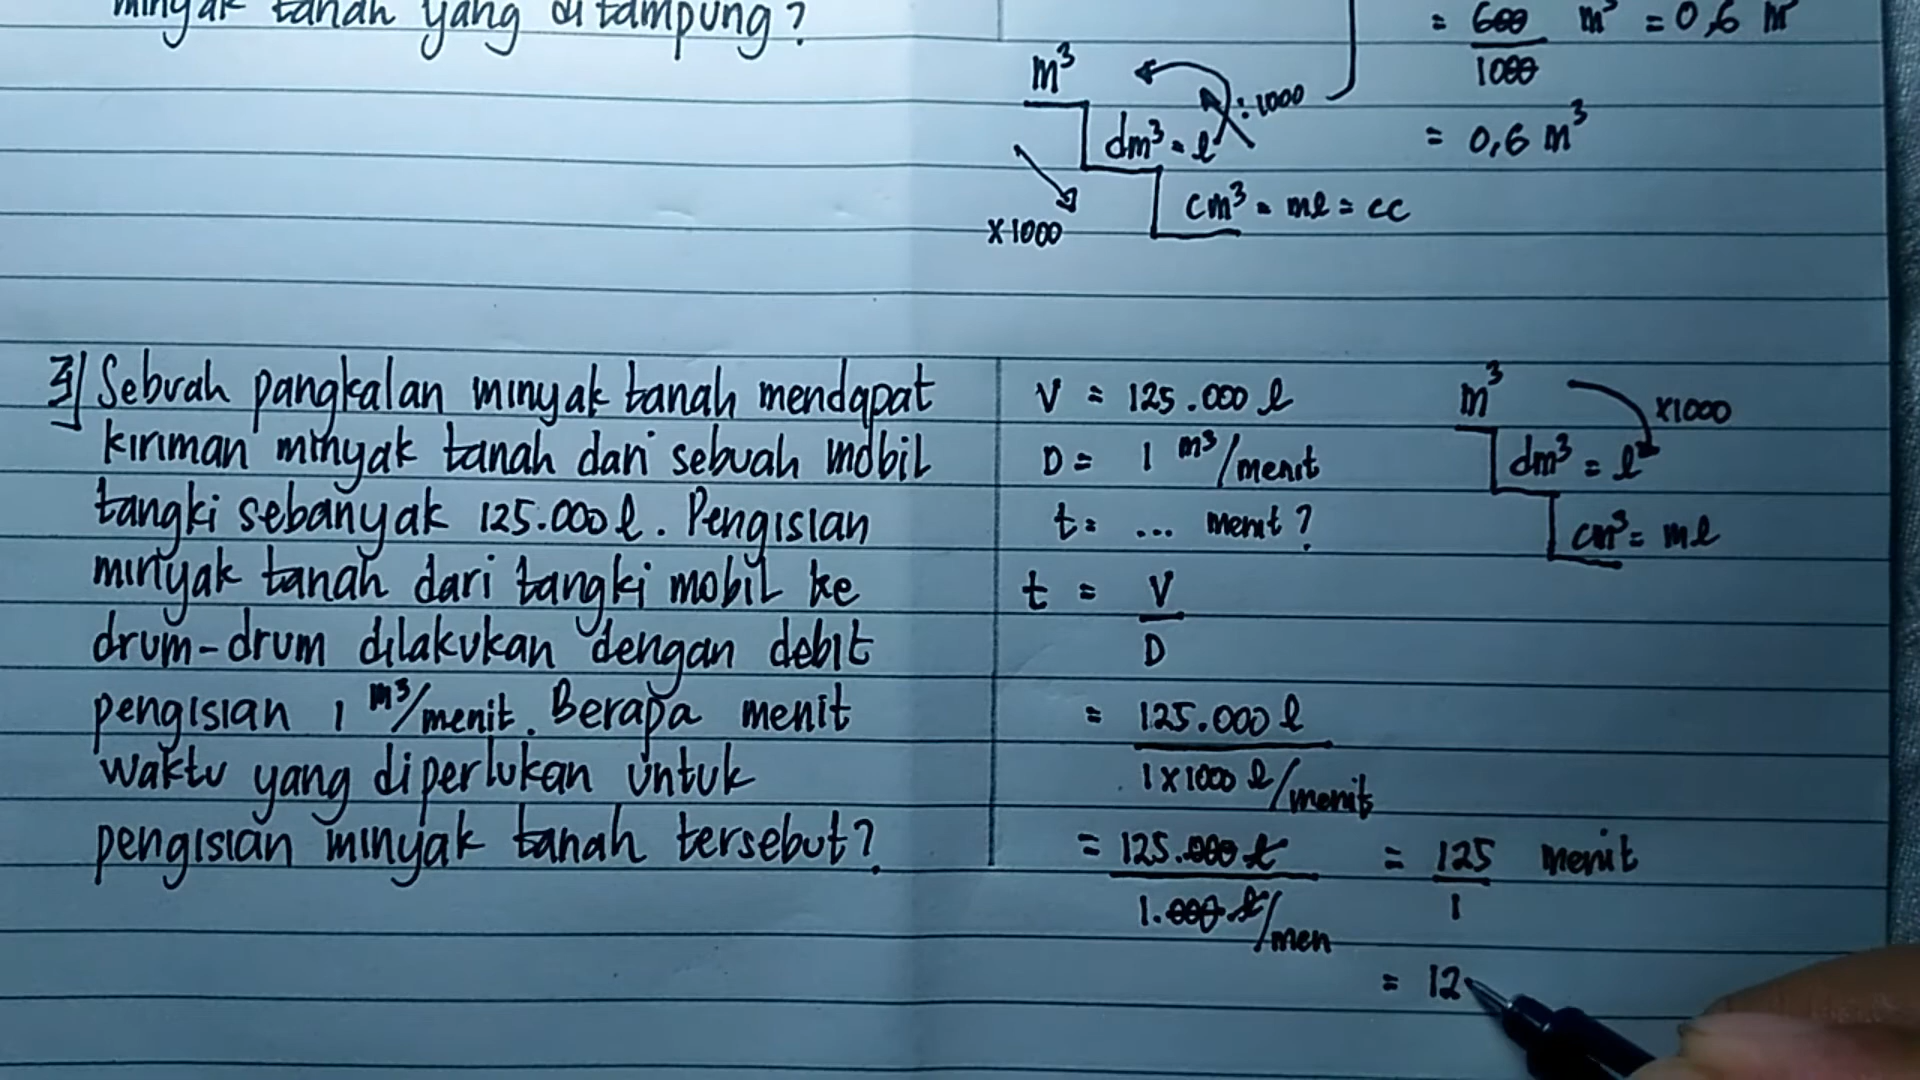 minyak tanah yang ditampung?
= 600 m³ = 0,6 m³
1000
= 0,6 m³
m³
: 1000
dm³ = l
cm³ = ml = cc
x 1000
3] Sebuah pangkalan minyak tanah mendapat
kiriman minyak tanah dari sebuah mobil
tangki sebanyak 125.000 l. Pengisian
minyak tanah dari tangki mobil ke
drum-drum dilakukan dengan debit
pengisian 1 m³/menit. Berapa menit
waktu yang diperlukan untuk
pengisian minyak tanah tersebut?
V = 125.000 l
D = 1 m³/menit
t = ... menit?
t = V
D
= 125.000 l
1 x 1000 l/menit
= 125.000 l = 125 menit
1.000 l/men 1
= 12
m³
x1000
dm³ = l
cm³ = ml